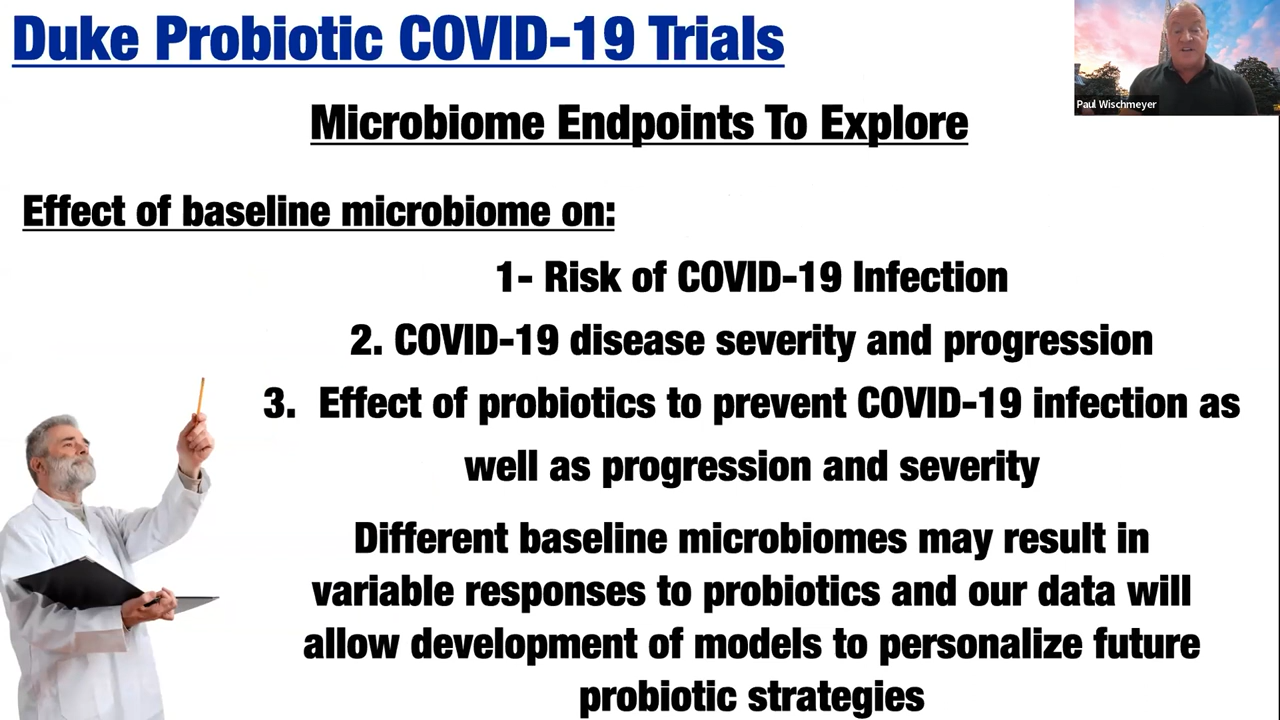 Duke Probiotic COVID-19 Trials
Paul Wischmeyer
Microbiome Endpoints To Explore
Effect of baseline microbiome on:
1- Risk of COVID-19 Infection
2. COVID-19 disease severity and progression
3. Effect of probiotics to prevent COVID-19 infection as
well as progression and severity
Different baseline microbiomes may result in
variable responses to probiotics and our data will
allow development of models to personalize future
probiotic strategies